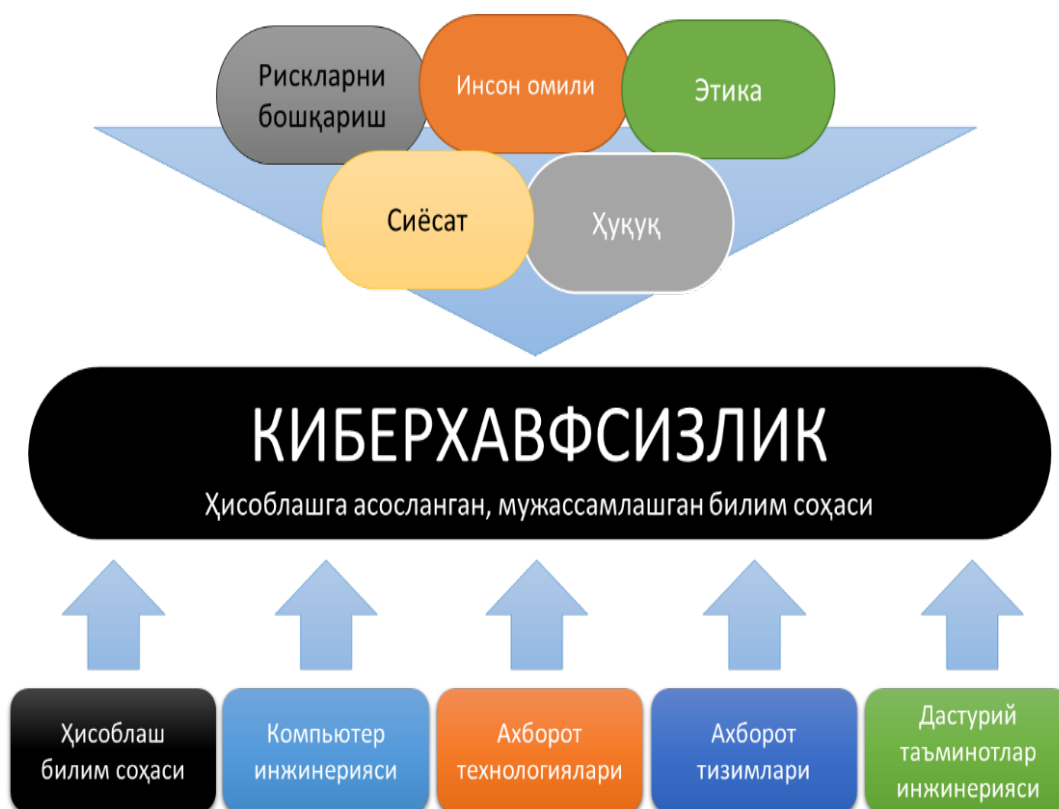 Рискларни
бошқариш
Инсон омили
Этика
Сиёсат
Ҳуқуқ
КИБЕРХАВФСИЗЛИК
Ҳисоблашга асосланган, мужассамлашган билим соҳаси
Ҳисоблаш
билим соҳаси
Компьютер
инжинерияси
Ахборот
технологиялари
Ахборот
тизимлари
Дастурий
таъминотлар
инжинерияси